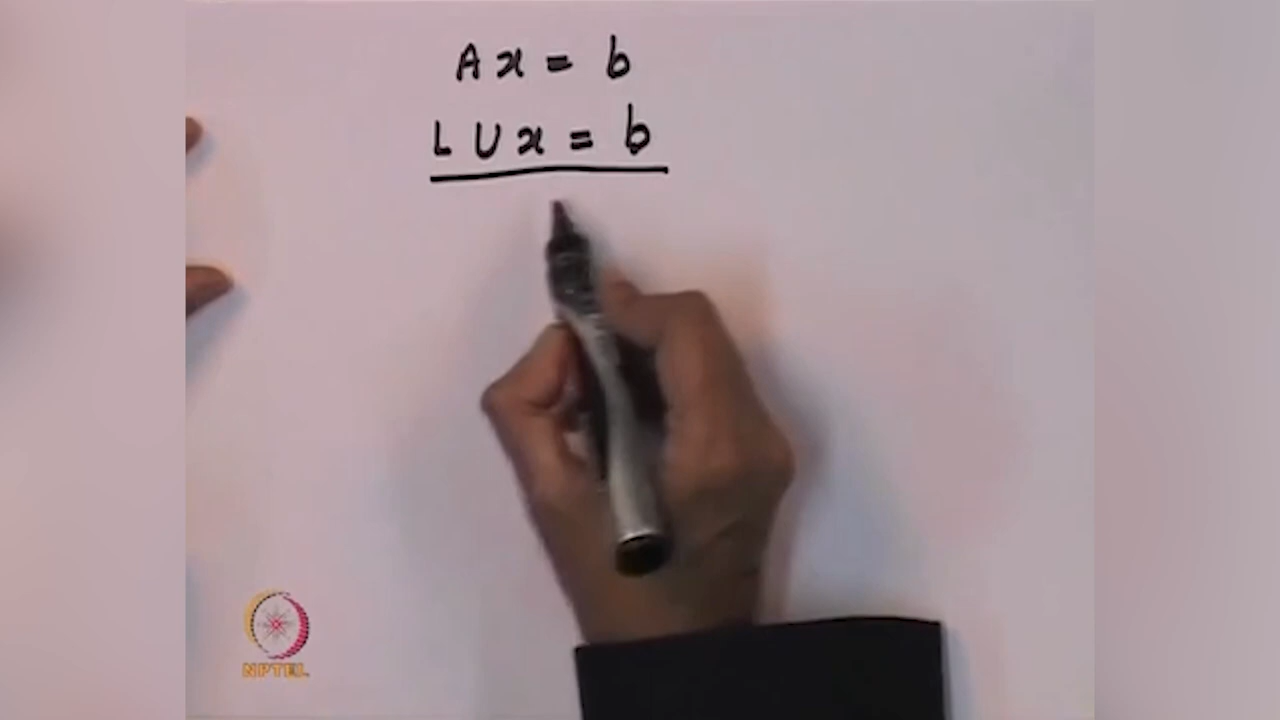 Ax = b
LUx = b
NPTEL